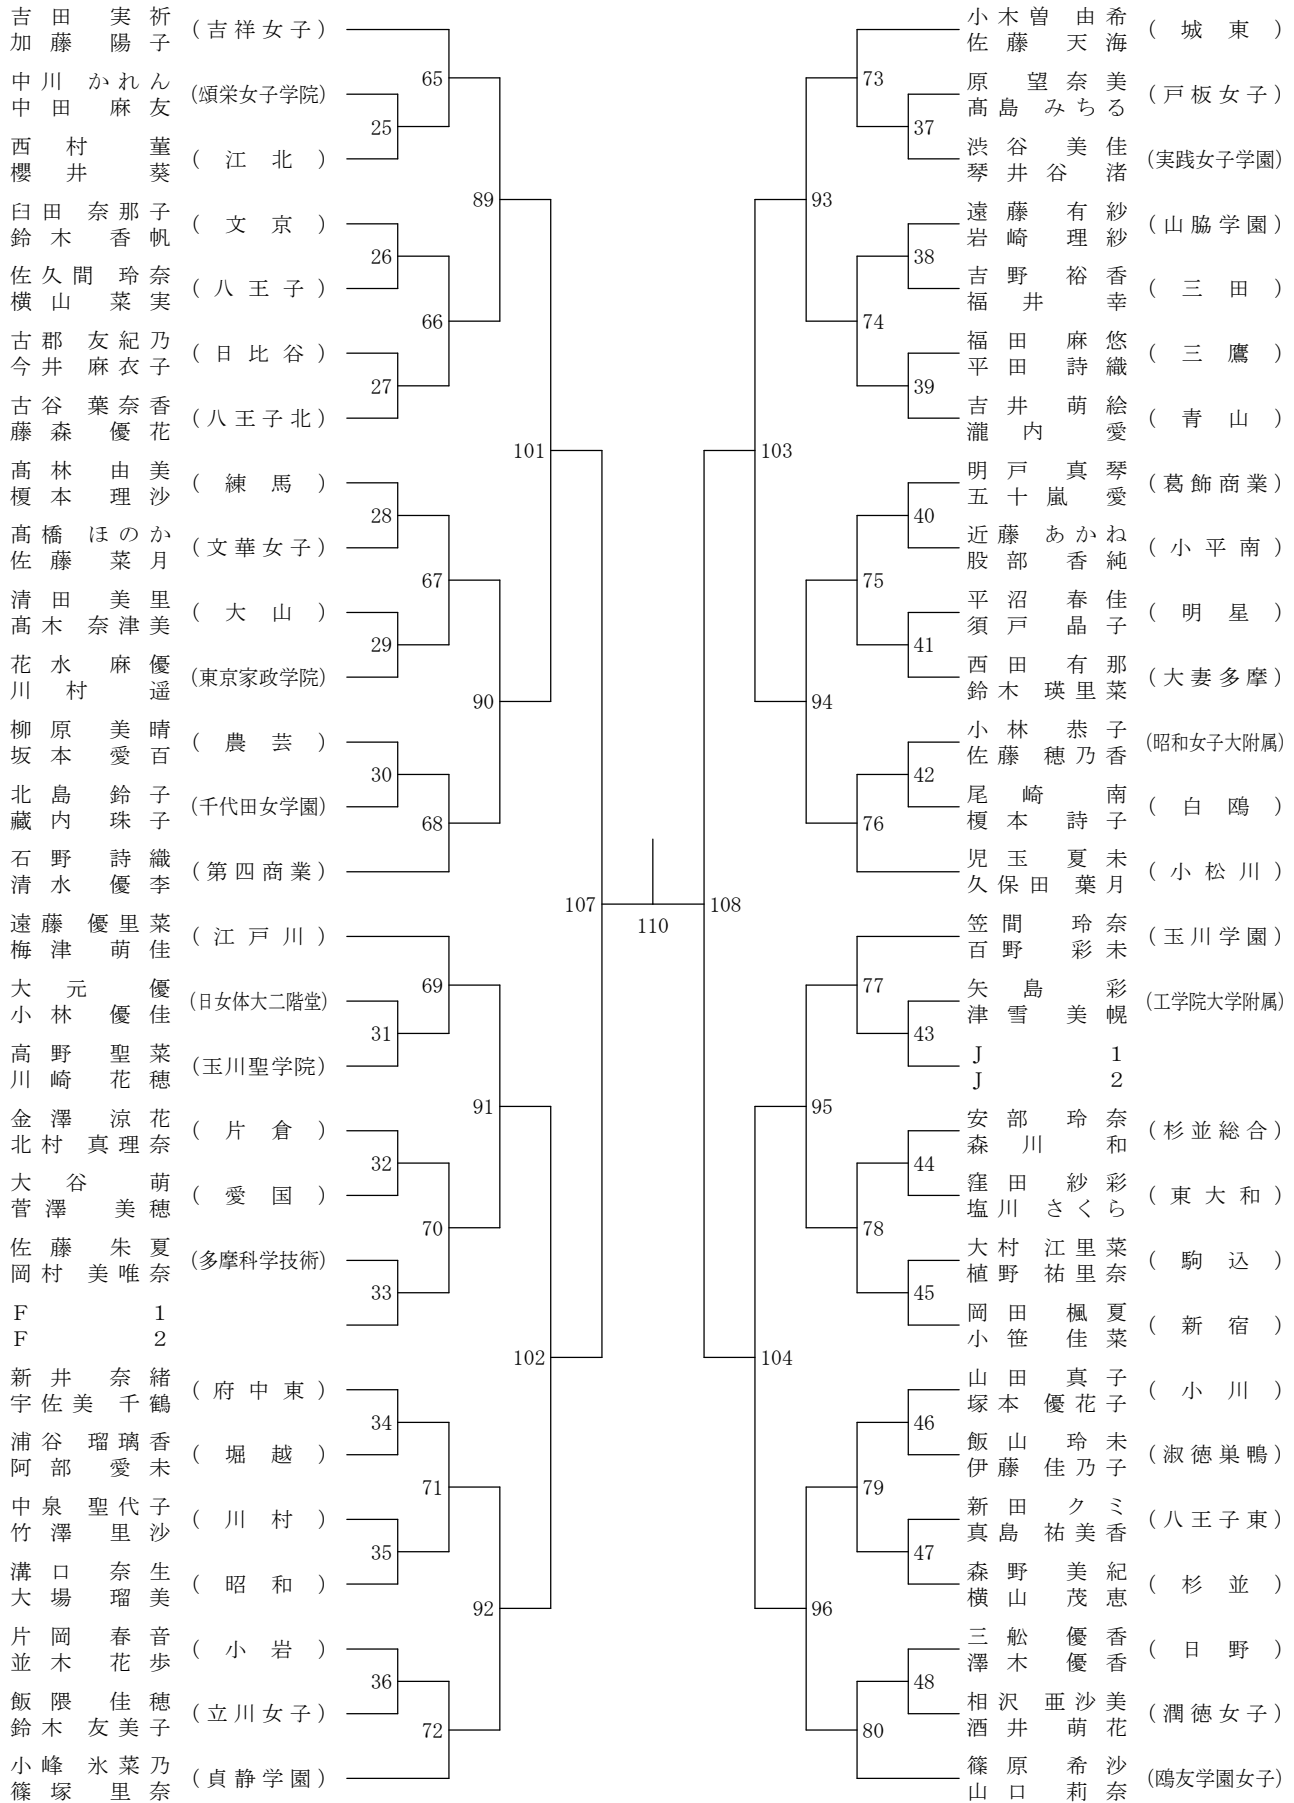 吉田 実祈
加藤 陽子
(吉祥女子)
中川 かれん
中田 麻友
(頌栄女子学院)
西村 菫
櫻井 葵
(江北)
臼田 奈那子
鈴木 香帆
(文京)
佐久間 玲奈
横山 菜実
(八王子)
古郡 友紀乃
今井 麻衣子
(日比谷)
古谷 葉奈香
藤森 優花
(八王子北)
髙林 由美
榎本 理沙
(練馬)
髙橋 ほのか
佐藤 菜月
(文華女子)
清田 美里
髙木 奈津美
(大山)
花水 麻優
川村 遥
(東京家政学院)
柳原 美晴
坂本 愛百
(農芸)
北島 鈴子
藏内 珠子
(千代田女学園)
石野 詩織
清水 優李
(第四商業)
遠藤 優里菜
梅津 萌佳
(江戸川)
大元 優
小林 優佳
(日女体大二階堂)
高野 聖菜
川崎 花穂
(玉川聖学院)
金澤 涼花
北村 真理奈
(片倉)
大谷 萌
菅澤 美穂
(愛国)
佐藤 朱夏
岡村 美唯奈
(多摩科学技術)
F 1
F 2
新井 奈緒
宇佐美 千鶴
(府中東)
浦谷 瑠璃香
阿部 愛未
(堀越)
中泉 聖代子
竹澤 里沙
(川村)
溝口 奈生
大場 瑠美
(昭和)
片岡 春音
並木 花歩
(小岩)
飯隈 佳穂
鈴木 友美子
(立川女子)
小峰 氷菜乃
篠塚 里奈
(貞静学園)
65
25
89
26
66
27
101
28
67
29
90
30
68
107
69
31
91
32
70
33
102
34
71
35
92
36
72
110
108
73
37
93
38
74
39
103
40
75
41
94
42
76
77
43
95
44
78
45
104
46
79
47
96
48
80
小木曽 由希
佐藤 天海
(城東)
原 望奈美
髙島 みちる
(戸板女子)
渋谷 美佳
琴井谷 渚
(実践女子学園)
遠藤 有紗
岩崎 理紗
(山脇学園)
吉野 裕香
福井 幸
(三田)
福田 麻悠
平田 詩織
(三鷹)
吉井 萌絵
瀧内 愛
(青山)
明戸 真琴
五十嵐 愛
(葛飾商業)
近藤 あかね
股部 香純
(小平南)
平沼 春佳
須戸 晶子
(明星)
西田 有那
鈴木 瑛里菜
(大妻多摩)
小林 恭子
佐藤 穂乃香
(昭和女子大附属)
尾崎 南
榎本 詩子
(白鴎)
児玉 夏未
久保田 葉月
(小松川)
笠間 玲奈
百野 彩未
(玉川学園)
矢島 彩
津雪 美幌
(工学院大学附属)
J 1
J 2
安部 玲奈
森川 和
(杉並総合)
窪田 紗彩
塩川 さくら
(東大和)
大村 江里菜
植野 祐里奈
(駒込)
岡田 楓夏
小笹 佳菜
(新宿)
山田 真子
塚本 優花子
(小川)
飯山 玲未
伊藤 佳乃子
(淑徳巣鴨)
新田 クミ
真島 祐美香
(八王子東)
森野 美紀
横山 茂恵
(杉並)
三舩 優香
澤木 優香
(日野)
相沢 亜沙美
酒井 萌花
(潤徳女子)
篠原 希沙
山口 莉奈
(鴎友学園女子)